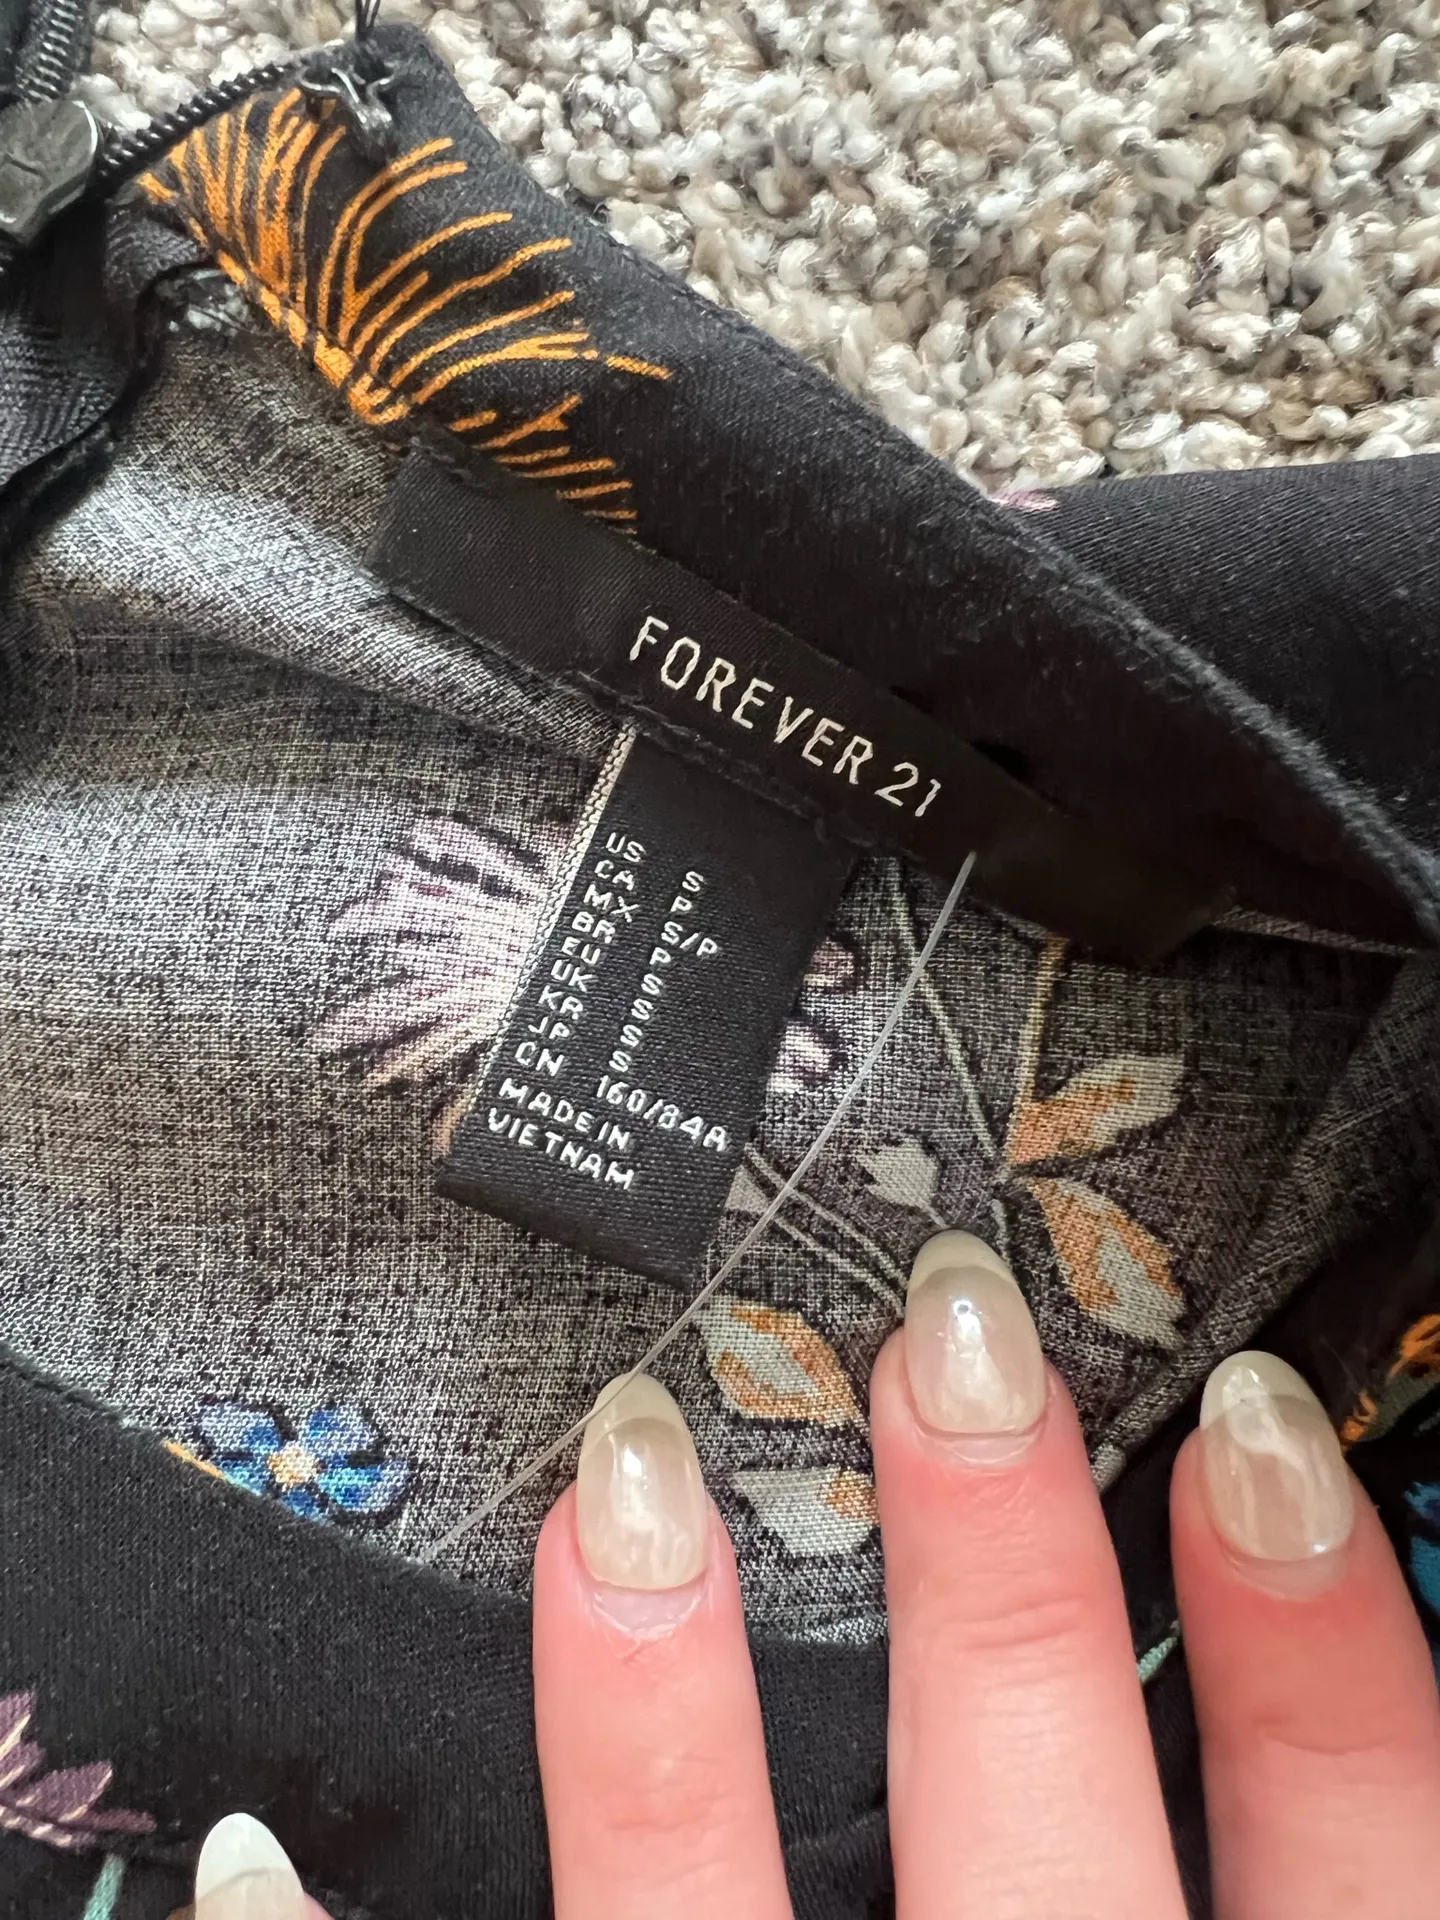 FOREVER 21
US S
CA P
MX S/P
BR P
EU S
UK S
KR S
JP S
CN 160/84A
MADE IN
VIETNAM